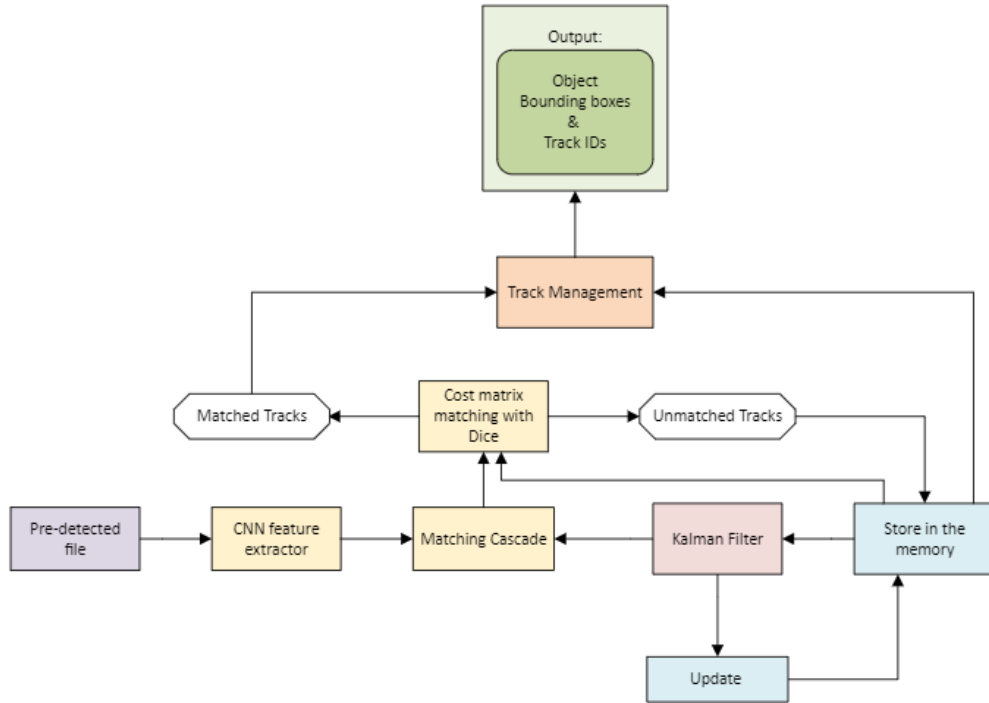 Output:
Object
Bounding boxes
&
Track IDs
Track Management
Matched Tracks
Cost matrix
matching with
Dice
Unmatched Tracks
Pre-detected
file
CNN feature
extractor
Matching Cascade
Kalman Filter
Store in the
memory
Update